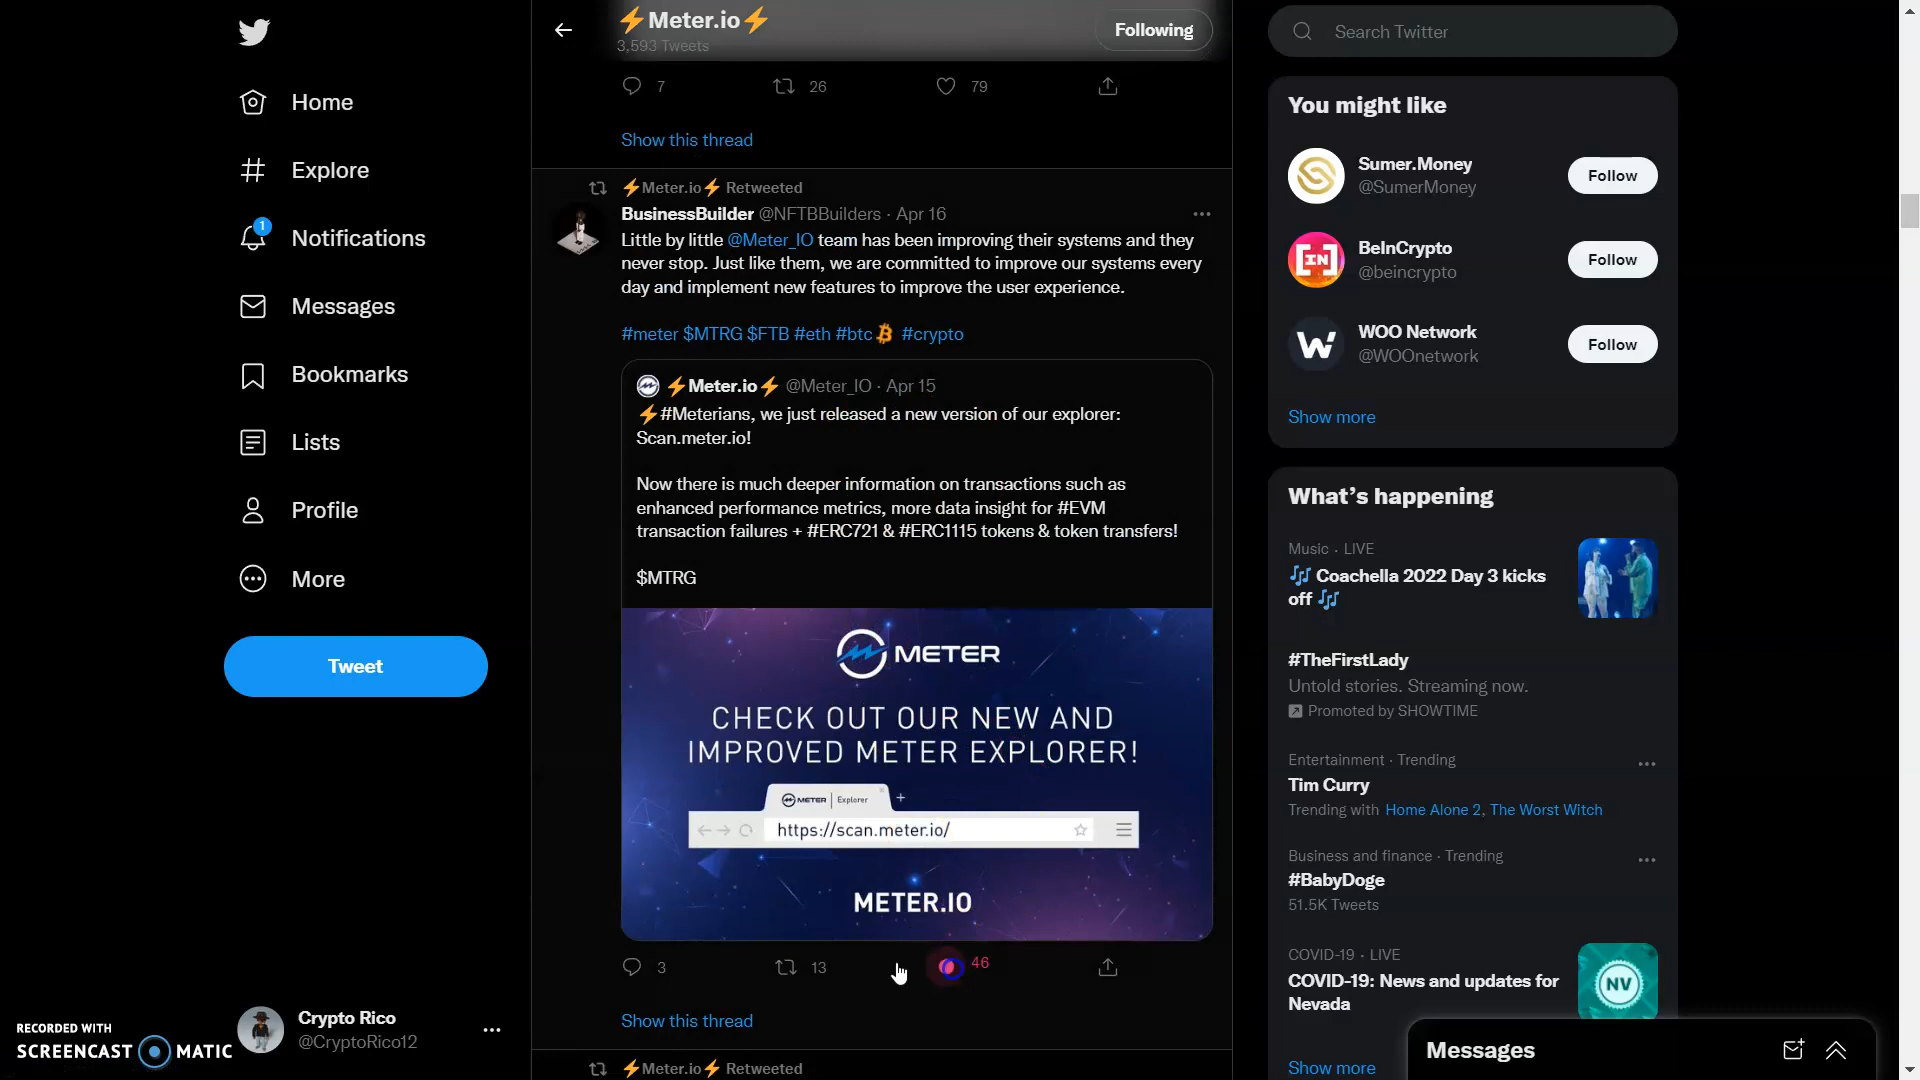 Home
Explore
1
Notifications
Messages
Bookmarks
Lists
Profile
More
Tweet
Crypto Rico
@CryptoRico12
RECORDED WITH
SCREENCAST MATIC
⚡Meter.io⚡
3,593 Tweets
Following
7 26 79
Show this thread
⚡Meter.io⚡ Retweeted
BusinessBuilder @NFTBBuilders · Apr 16
Little by little @Meter_IO team has been improving their systems and they
never stop. Just like them, we are committed to improve our systems every
day and implement new features to improve the user experience.
#meter $MTRG $FTB #eth #btc #crypto
⚡Meter.io⚡ @Meter_IO · Apr 15
⚡#Meterians, we just released a new version of our explorer:
Scan.meter.io!
Now there is much deeper information on transactions such as
enhanced performance metrics, more data insight for #EVM
transaction failures + #ERC721 & #ERC1115 tokens & token transfers!
$MTRG
METER
CHECK OUT OUR NEW AND
IMPROVED METER EXPLORER!
METER | Explorer
https://scan.meter.io/
METER.IO
3 13 46
Show this thread
⚡Meter.io⚡ Retweeted
Search Twitter
You might like
Sumer.Money
@SumerMoney
Follow
BeInCrypto
@beincrypto
Follow
IN
WOO Network
@WOOnetwork
Follow
Show more
What's happening
Music · LIVE
🎶 Coachella 2022 Day 3 kicks
off 🎶
#TheFirstLady
Untold stories. Streaming now.
Promoted by SHOWTIME
Entertainment · Trending
Tim Curry
Trending with Home Alone 2, The Worst Witch
Business and finance · Trending
#BabyDoge
51.5K Tweets
COVID-19 · LIVE
COVID-19: News and updates for
Nevada
NV
Show more
Messages